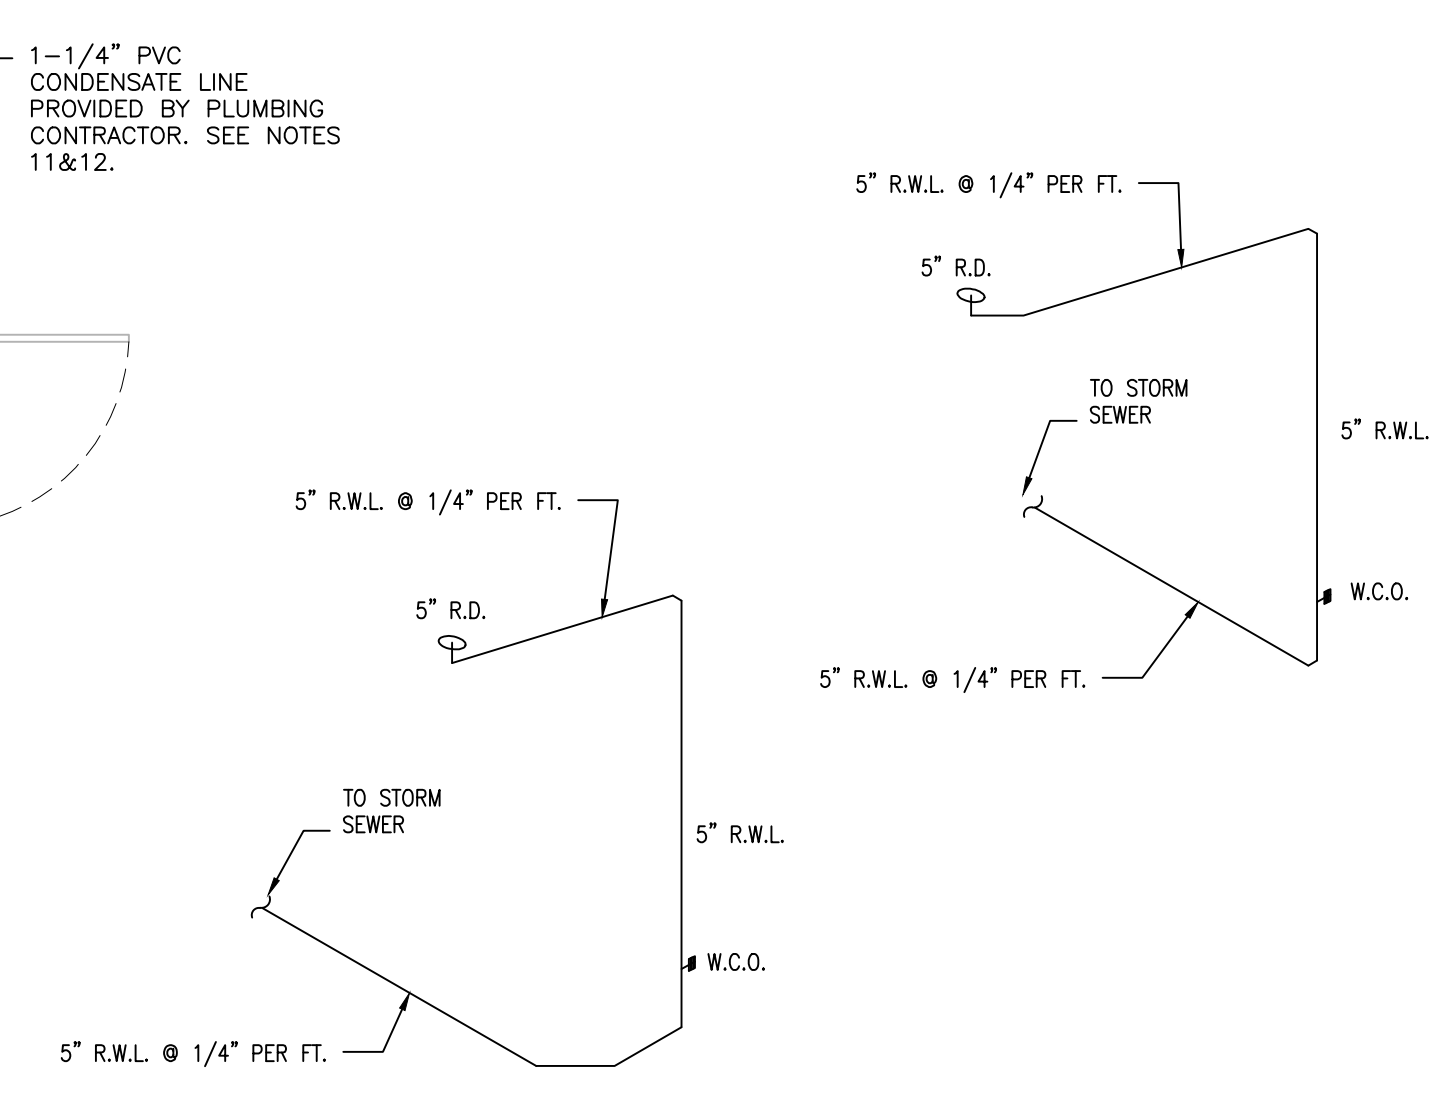 1-1/4" PVC
CONDENSATE LINE
PROVIDED BY PLUMBING
CONTRACTOR. SEE NOTES
11&12.
5" R.W.L. @ 1/4" PER FT.
5" R.D.
TO STORM
SEWER
5" R.W.L.
W.C.O.
5" R.W.L. @ 1/4" PER FT.
5" R.W.L. @ 1/4" PER FT.
5" R.D.
TO STORM
SEWER
5" R.W.L.
W.C.O.
5" R.W.L. @ 1/4" PER FT.